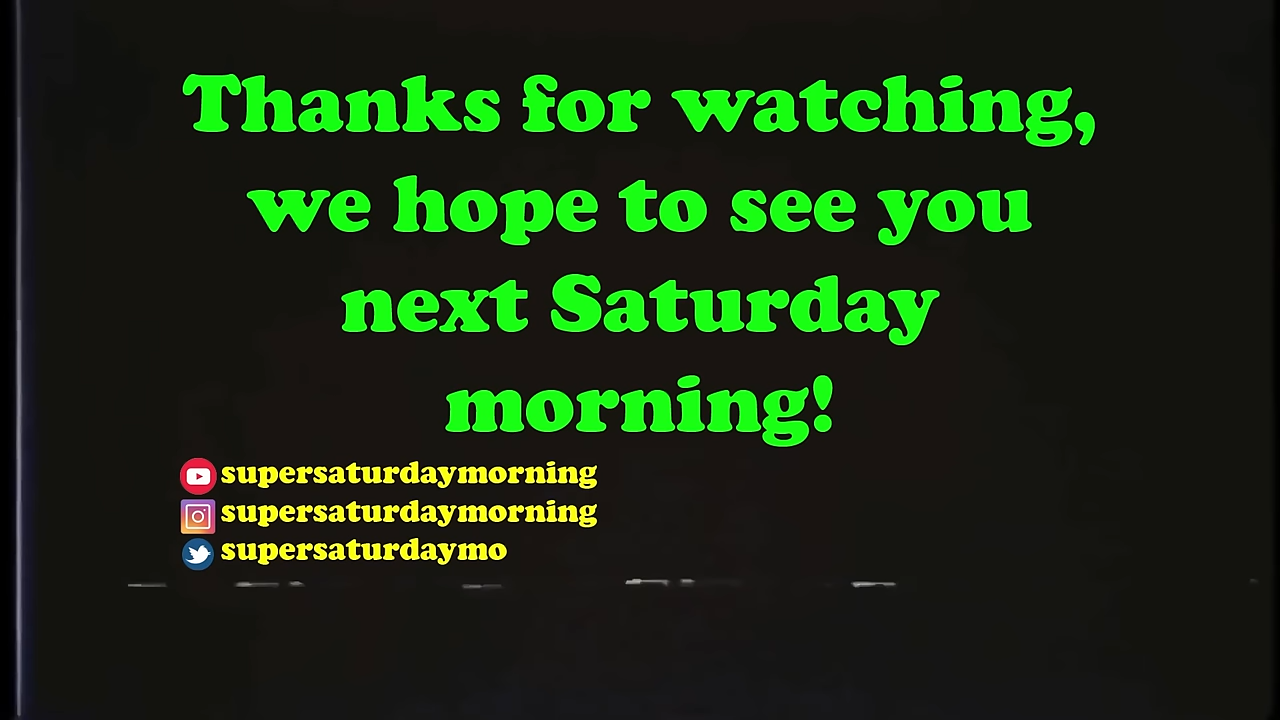 Thanks for watching,
we hope to see you
next Saturday
morning!
supersaturdaymorning
supersaturdaymorning
supersaturdaymo